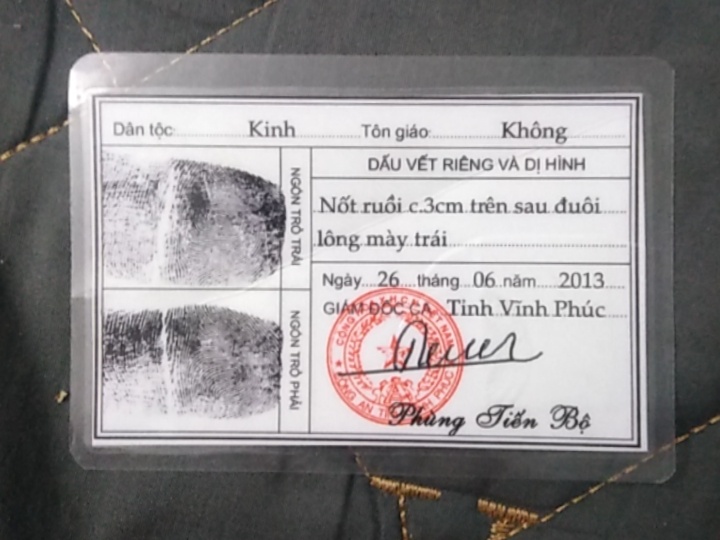 Dân tộc Kinh Tôn giáo Không
NGÓN TRỎ TRÁI
DẤU VẾT RIÊNG VÀ DỊ HÌNH
Nốt ruồi c.3cm trên sau đuôi
lông mày trái
NGÓN TRỎ PHẢI
Ngày 26 tháng 06 năm 2013
GIÁM ĐỐC CA Tỉnh Vĩnh Phúc
Phùng Tiến Bộ